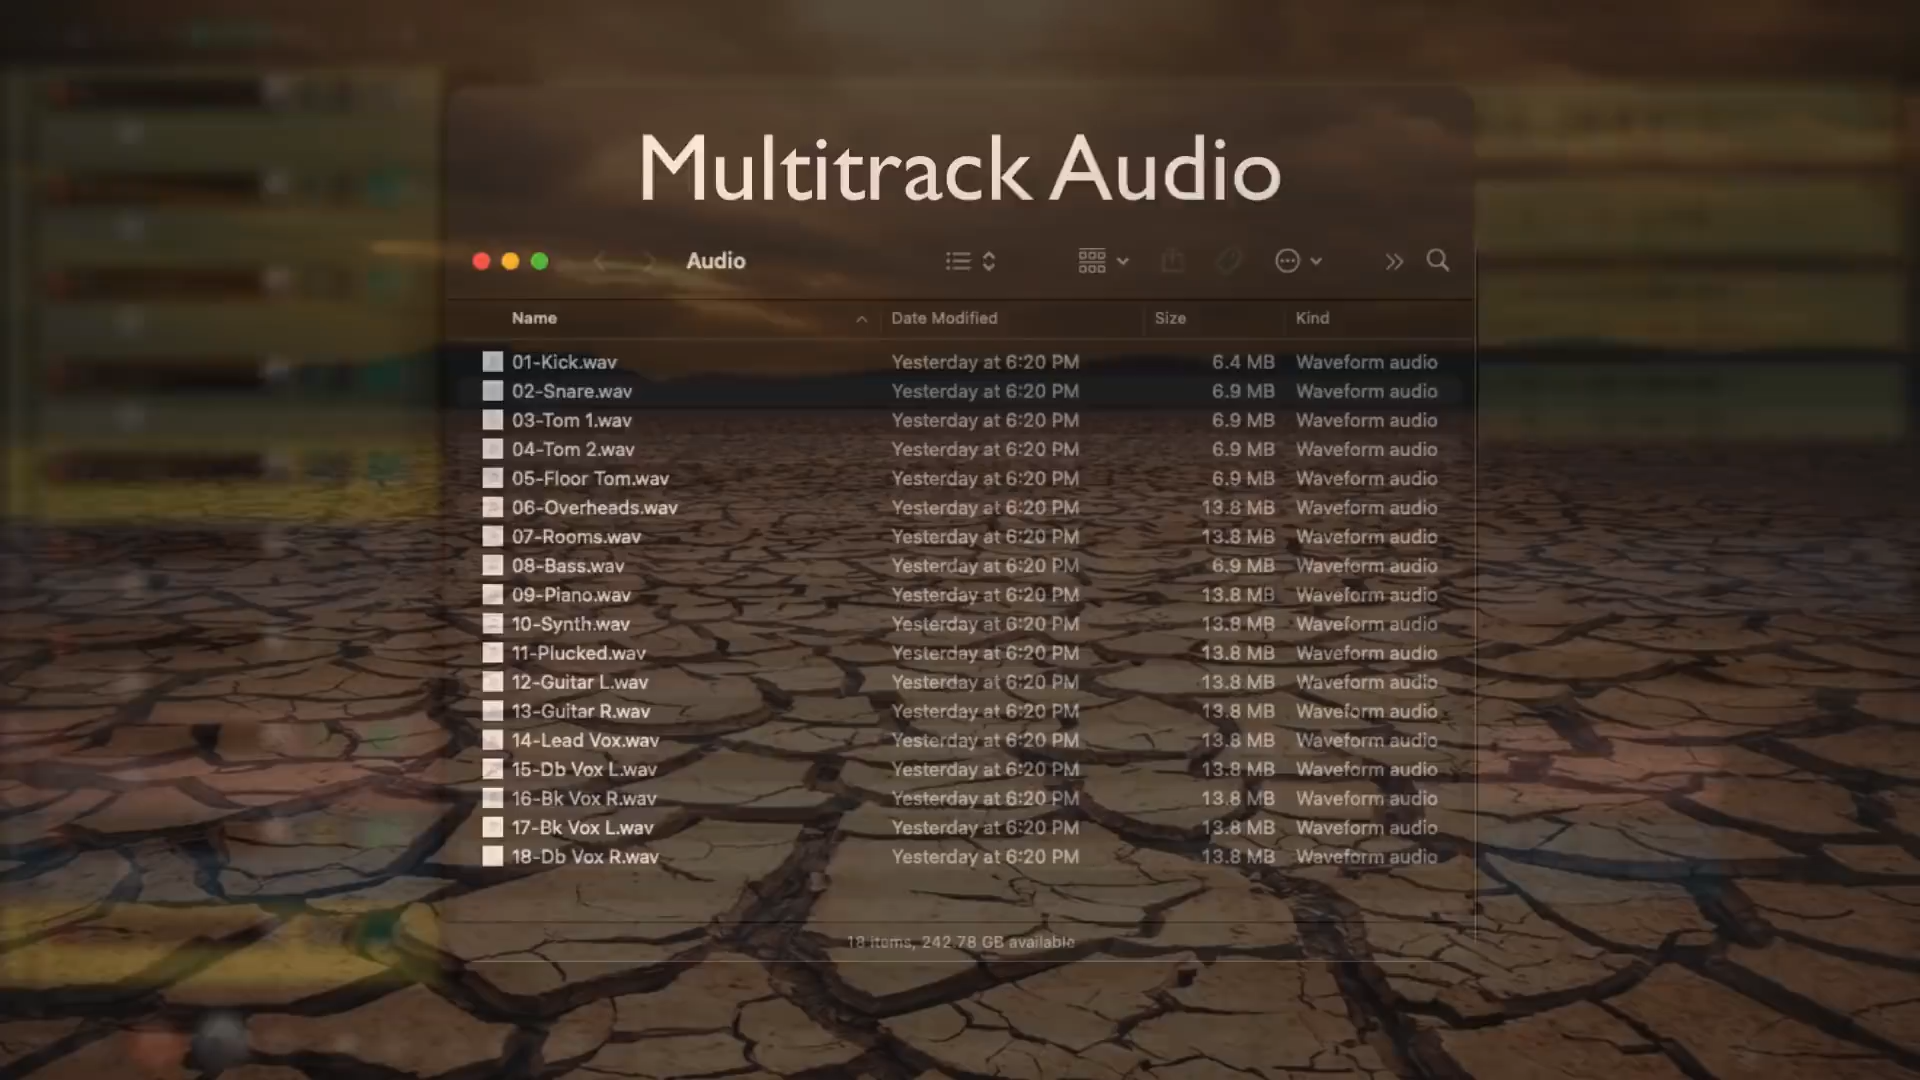 Multitrack Audio
Audio
Name Date Modified Size Kind
01-Kick.wav Yesterday at 6:20 PM 6.4 MB Waveform audio
02-Snare.wav Yesterday at 6:20 PM 6.9 MB Waveform audio
03-Tom 1.wav Yesterday at 6:20 PM 6.9 MB Waveform audio
04-Tom 2.wav Yesterday at 6:20 PM 6.9 MB Waveform audio
05-Floor Tom.wav Yesterday at 6:20 PM 6.9 MB Waveform audio
06-Overheads.wav Yesterday at 6:20 PM 13.8 MB Waveform audio
07-Rooms.wav Yesterday at 6:20 PM 13.8 MB Waveform audio
08-Bass.wav Yesterday at 6:20 PM 6.9 MB Waveform audio
09-Piano.wav Yesterday at 6:20 PM 13.8 MB Waveform audio
10-Synth.wav Yesterday at 6:20 PM 13.8 MB Waveform audio
11-Plucked.wav Yesterday at 6:20 PM 13.8 MB Waveform audio
12-Guitar L.wav Yesterday at 6:20 PM 13.8 MB Waveform audio
13-Guitar R.wav Yesterday at 6:20 PM 13.8 MB Waveform audio
14-Lead Vox.wav Yesterday at 6:20 PM 13.8 MB Waveform audio
15-Db Vox L.wav Yesterday at 6:20 PM 13.8 MB Waveform audio
16-Bk Vox R.wav Yesterday at 6:20 PM 13.8 MB Waveform audio
17-Bk Vox L.wav Yesterday at 6:20 PM 13.8 MB Waveform audio
18-Db Vox R.wav Yesterday at 6:20 PM 13.8 MB Waveform audio
18 items, 242.78 GB available